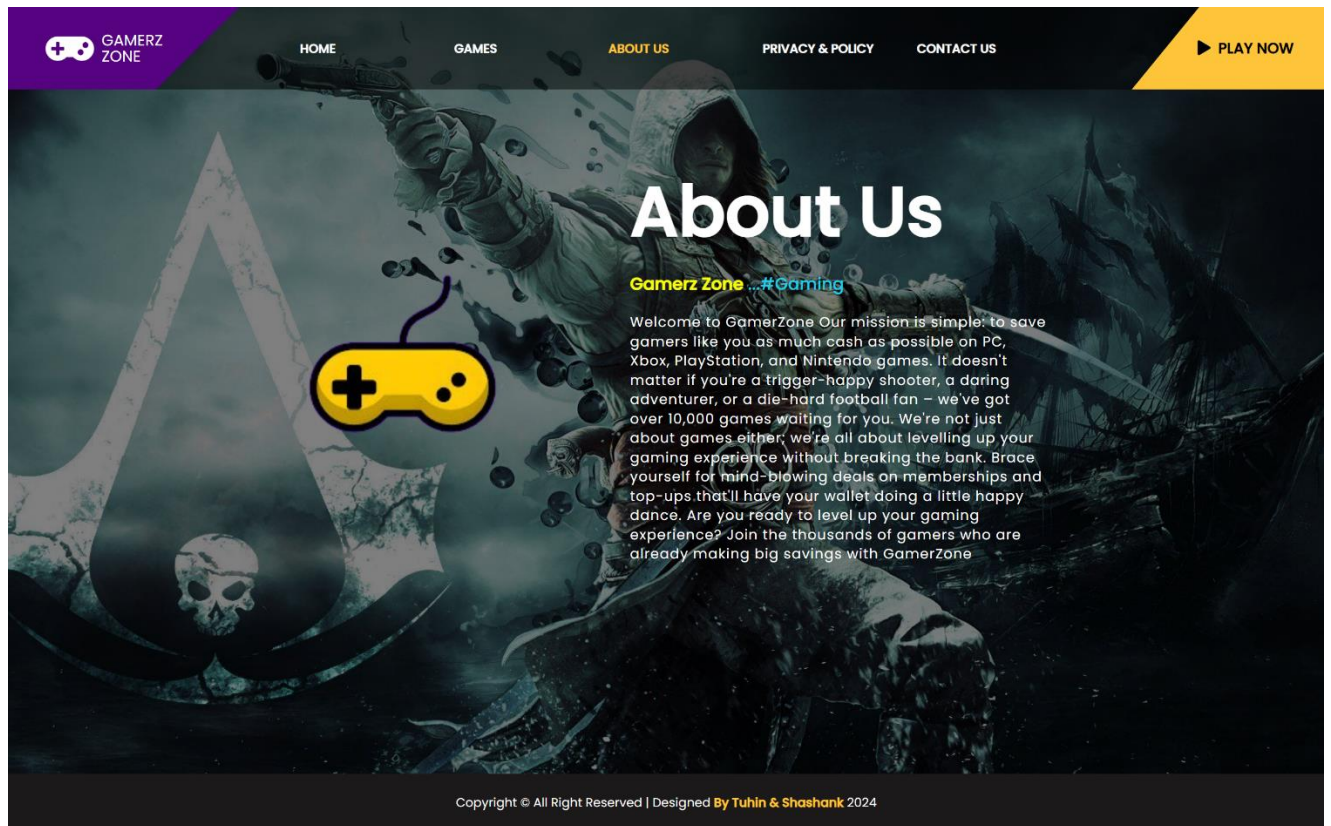 GAMERZ
ZONE
HOME
GAMES
ABOUT US
PRIVACY & POLICY
CONTACT US
PLAY NOW
About Us
Gamerz Zone ...#Gaming
Welcome to GamerZone Our mission is simple: to save
gamers like you as much cash as possible on PC,
Xbox, PlayStation, and Nintendo games. It doesn't
matter if you're a trigger-happy shooter, a daring
adventurer, or a die-hard football fan – we've got
over 10,000 games waiting for you. We're not just
about games either; we're all about levelling up your
gaming experience without breaking the bank. Brace
yourself for mind-blowing deals on memberships and
top-ups that'll have your wallet doing a little happy
dance. Are you ready to level up your gaming
experience? Join the thousands of gamers who are
already making big savings with GamerZone
Copyright © All Right Reserved | Designed By Tuhin & Shashank 2024